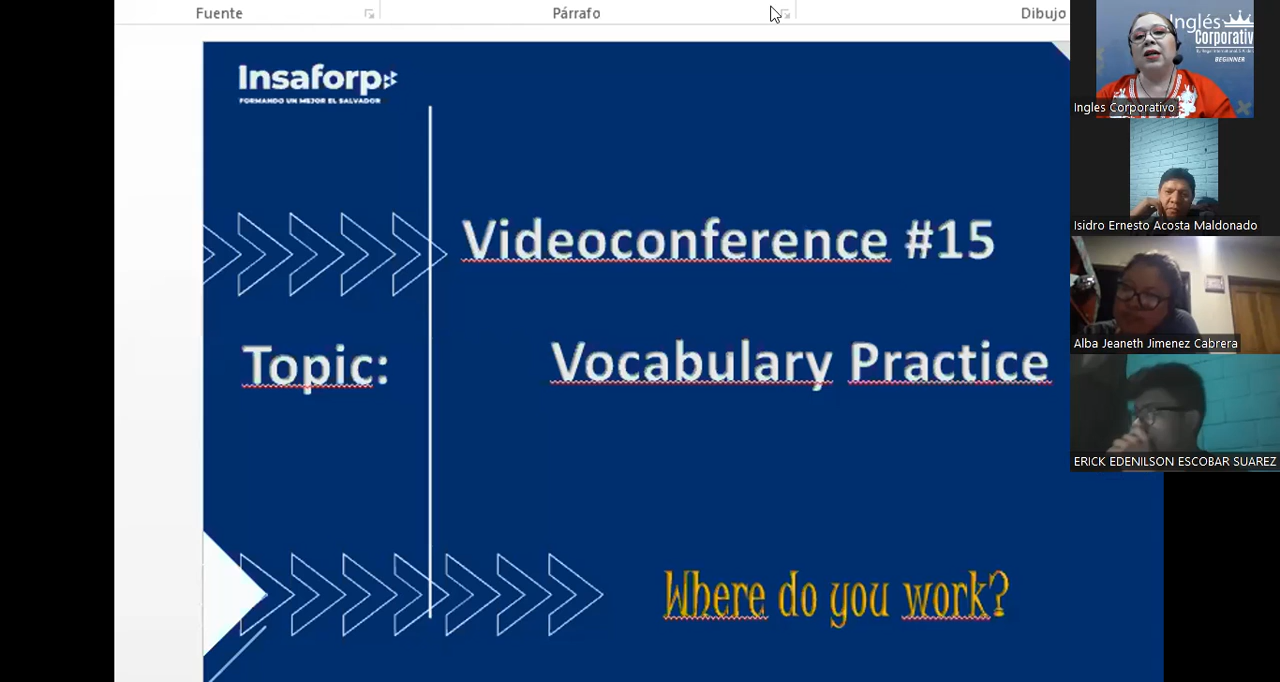 Fuente
Párrafo
Dibujo
Insaforp
FORMANDO UN MEJOR EL SALVADOR
Videoconference #15
Topic:
Vocabulary Practice
Where do you work?
Inglés
Corporativo
BEGINNER
Ingles Corporativo
Isidro Ernesto Acosta Maldonado
Alba Jeaneth Jimenez Cabrera
ERICK EDENILSON ESCOBAR SUAREZ